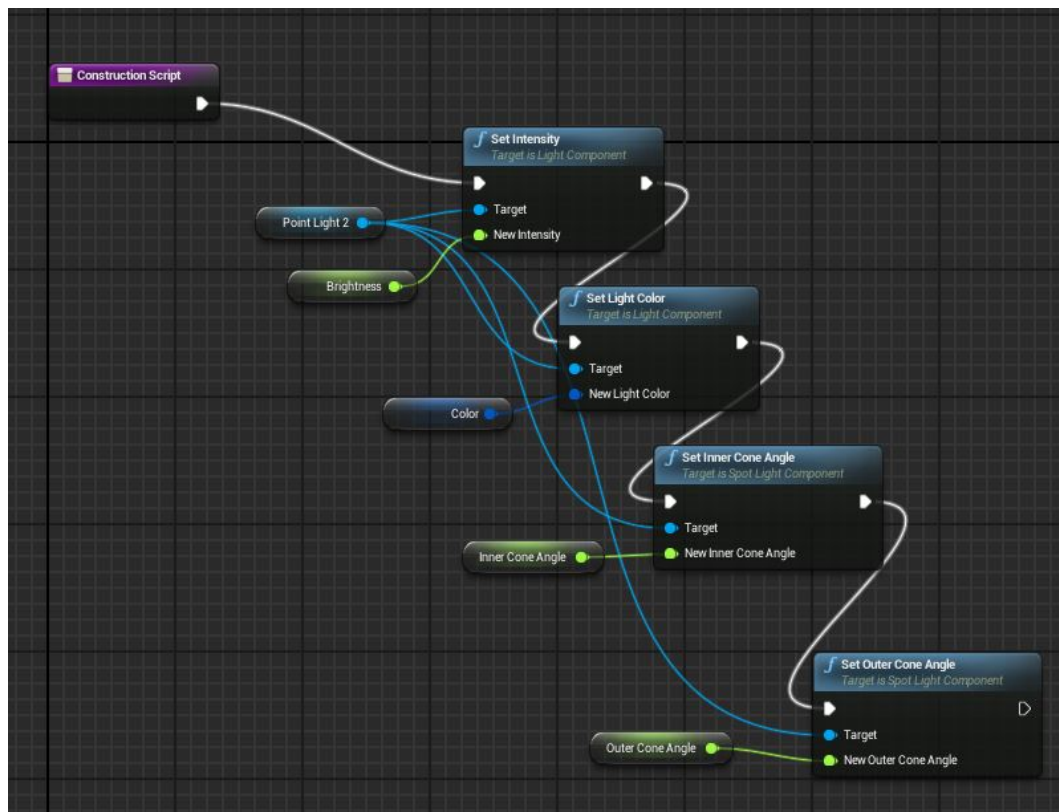 Construction Script
Set Intensity
Target is Light Component
Target
New Intensity
Point Light 2
Brightness
Set Light Color
Target is Light Component
Target
New Light Color
Color
Set Inner Cone Angle
Target is Spot Light Component
Target
New Inner Cone Angle
Inner Cone Angle
Set Outer Cone Angle
Target is Spot Light Component
Target
New Outer Cone Angle
Outer Cone Angle